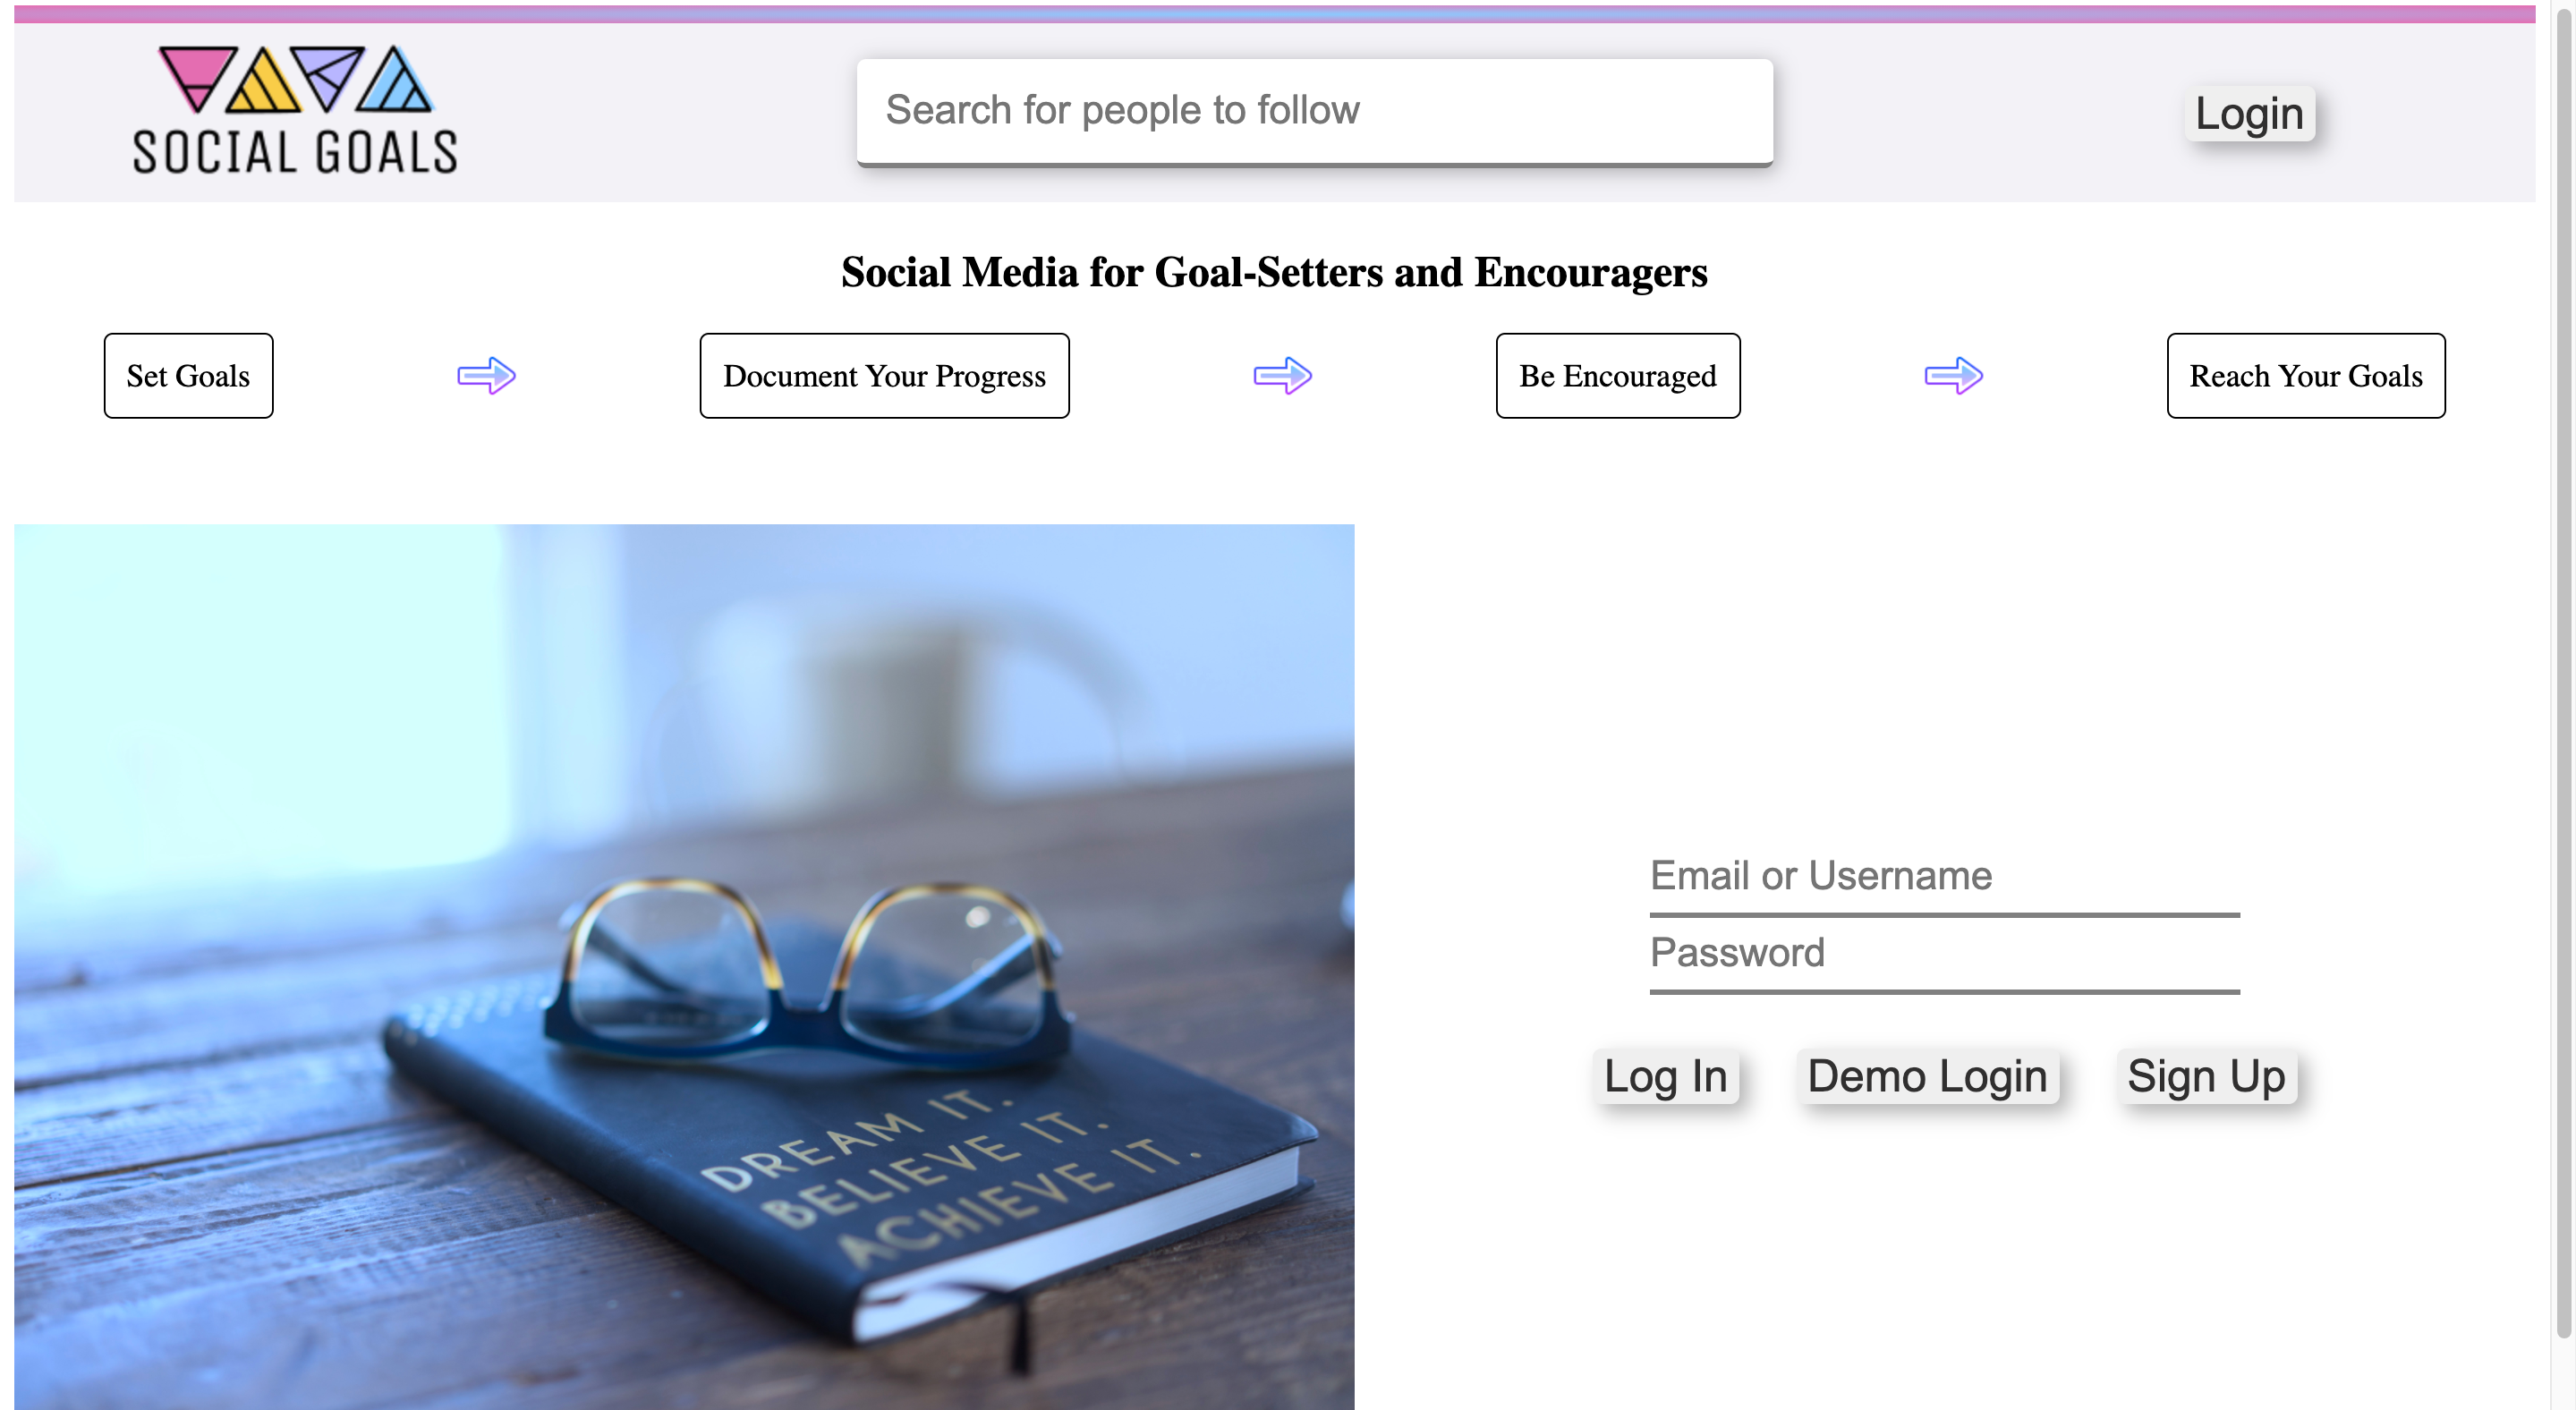 SOCIAL GOALS
Search for people to follow
Login
Social Media for Goal-Setters and Encouragers
Set Goals
Document Your Progress
Be Encouraged
Reach Your Goals
DREAM IT.
BELIEVE IT.
ACHIEVE IT.
Email or Username
Password
Log In
Demo Login
Sign Up